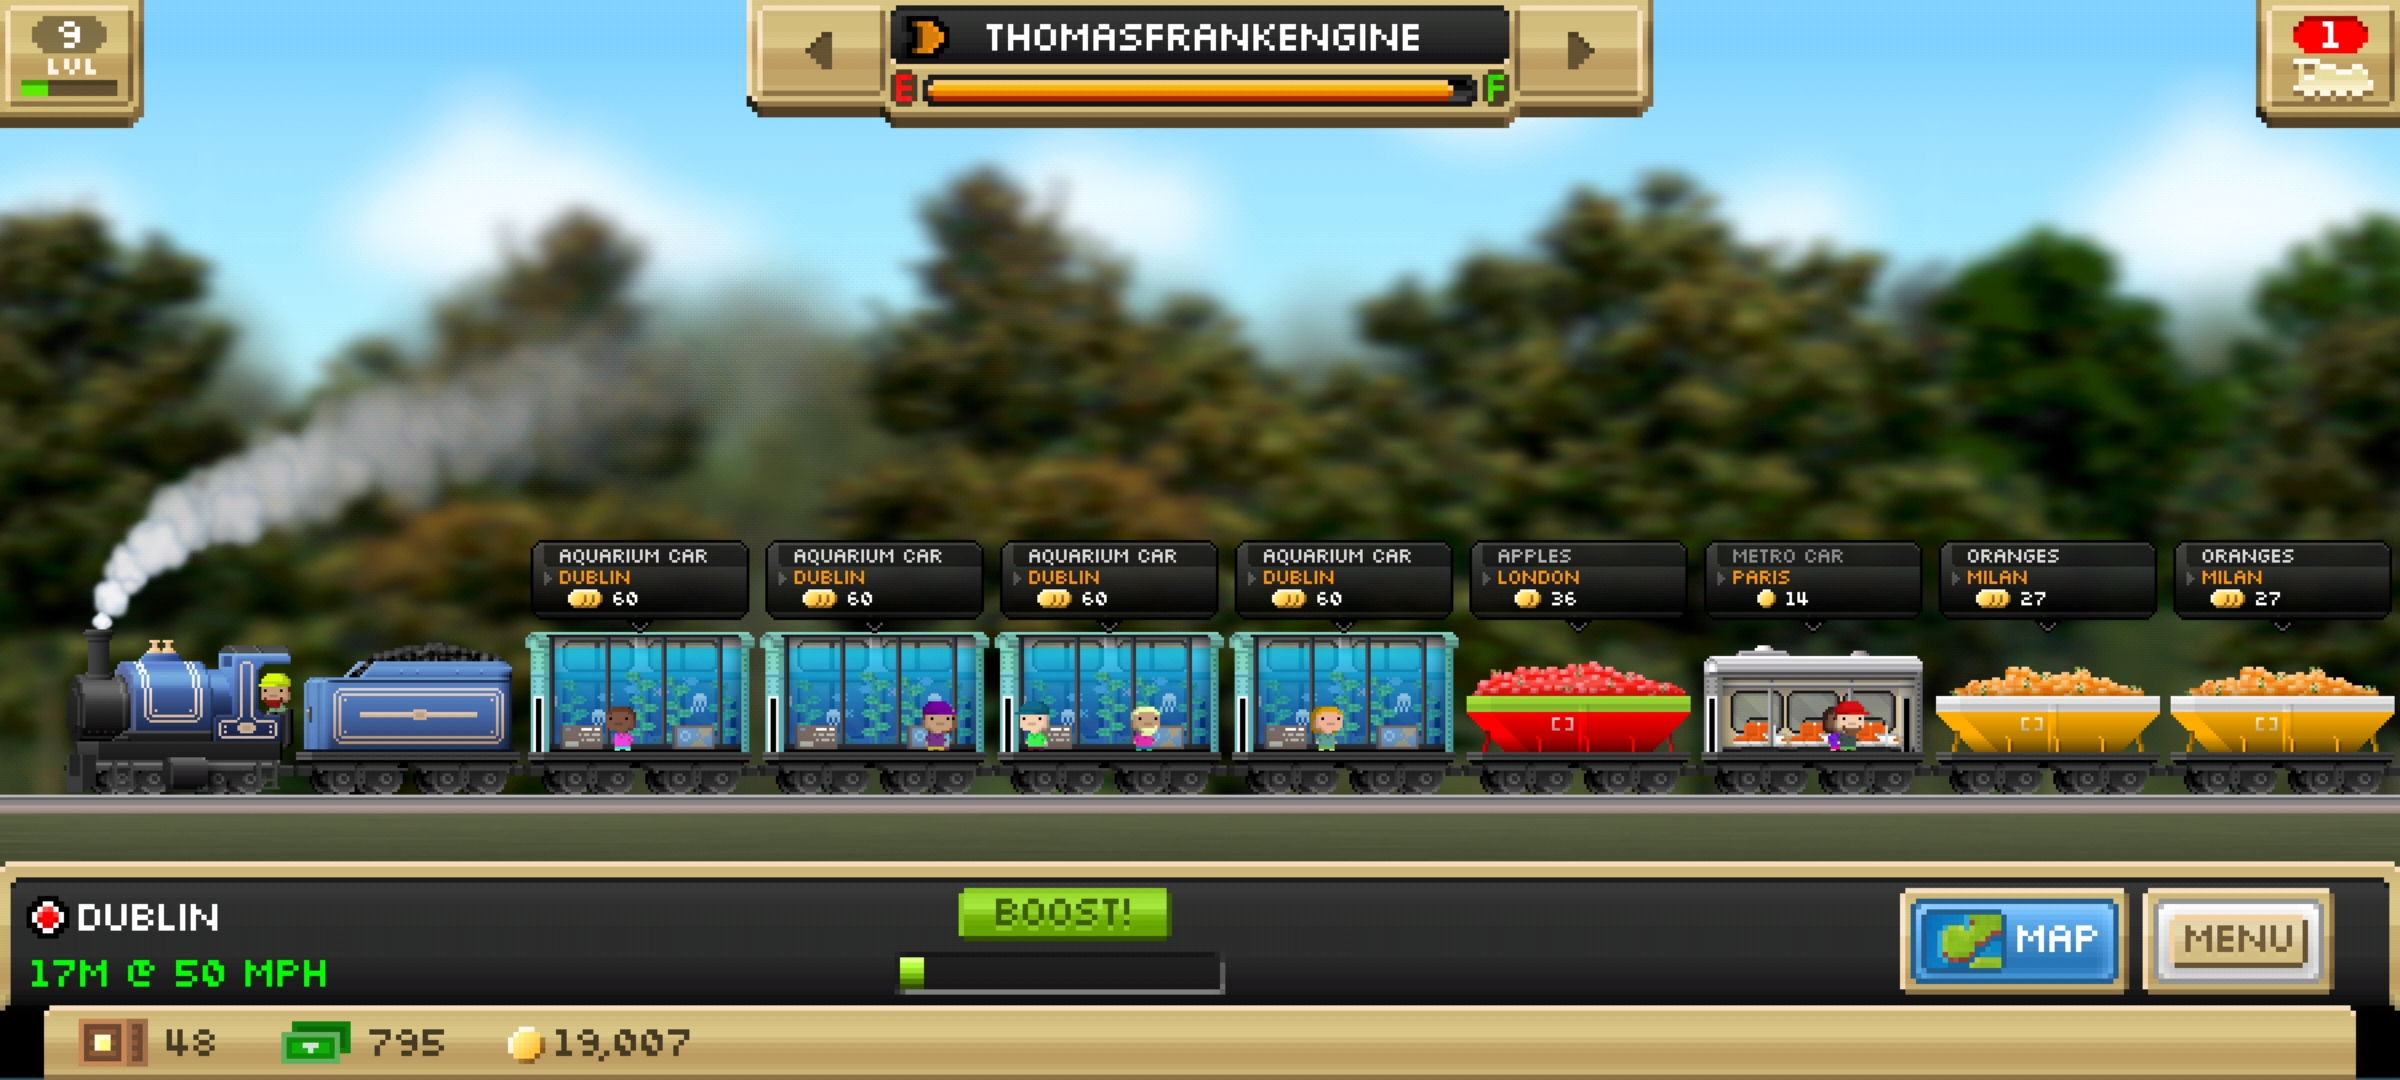 9
LVL
THOMASFRANKENGINE
E F
1
AQUARIUM CAR
DUBLIN
60
AQUARIUM CAR
DUBLIN
60
AQUARIUM CAR
DUBLIN
60
AQUARIUM CAR
DUBLIN
60
APPLES
LONDON
36
METRO CAR
PARIS
14
ORANGES
MILAN
27
ORANGES
MILAN
27
DUBLIN
17M @ 50 MPH
BOOST!
MAP
MENU
48 795 19,007